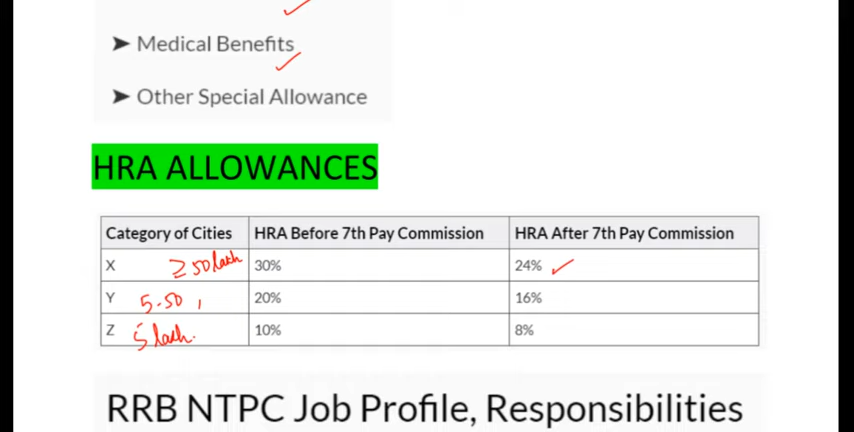 ➤ Medical Benefits
➤ Other Special Allowance
HRA ALLOWANCES
Category of Cities HRA Before 7th Pay Commission HRA After 7th Pay Commission
X ≥ 50 lakh 30% 24% ✓
Y 5-50 , 20% 16%
Z 5 lakh. 10% 8%
RRB NTPC Job Profile, Responsibilities